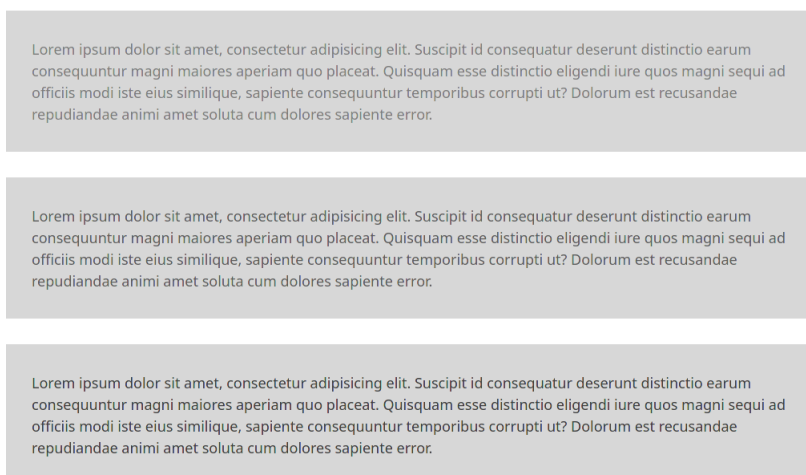 Lorem ipsum dolor sit amet, consectetur adipisicing elit. Suscipit id consequatur deserunt distinctio earum
consequuntur magni maiores aperiam quo placeat. Quisquam esse distinctio eligendi iure quos magni sequi ad
officiis modi iste eius similique, sapiente consequuntur temporibus corrupti ut? Dolorum est recusandae
repudiandae animi amet soluta cum dolores sapiente error.
Lorem ipsum dolor sit amet, consectetur adipisicing elit. Suscipit id consequatur deserunt distinctio earum
consequuntur magni maiores aperiam quo placeat. Quisquam esse distinctio eligendi iure quos magni sequi ad
officiis modi iste eius similique, sapiente consequuntur temporibus corrupti ut? Dolorum est recusandae
repudiandae animi amet soluta cum dolores sapiente error.
Lorem ipsum dolor sit amet, consectetur adipisicing elit. Suscipit id consequatur deserunt distinctio earum
consequuntur magni maiores aperiam quo placeat. Quisquam esse distinctio eligendi iure quos magni sequi ad
officiis modi iste eius similique, sapiente consequuntur temporibus corrupti ut? Dolorum est recusandae
repudiandae animi amet soluta cum dolores sapiente error.